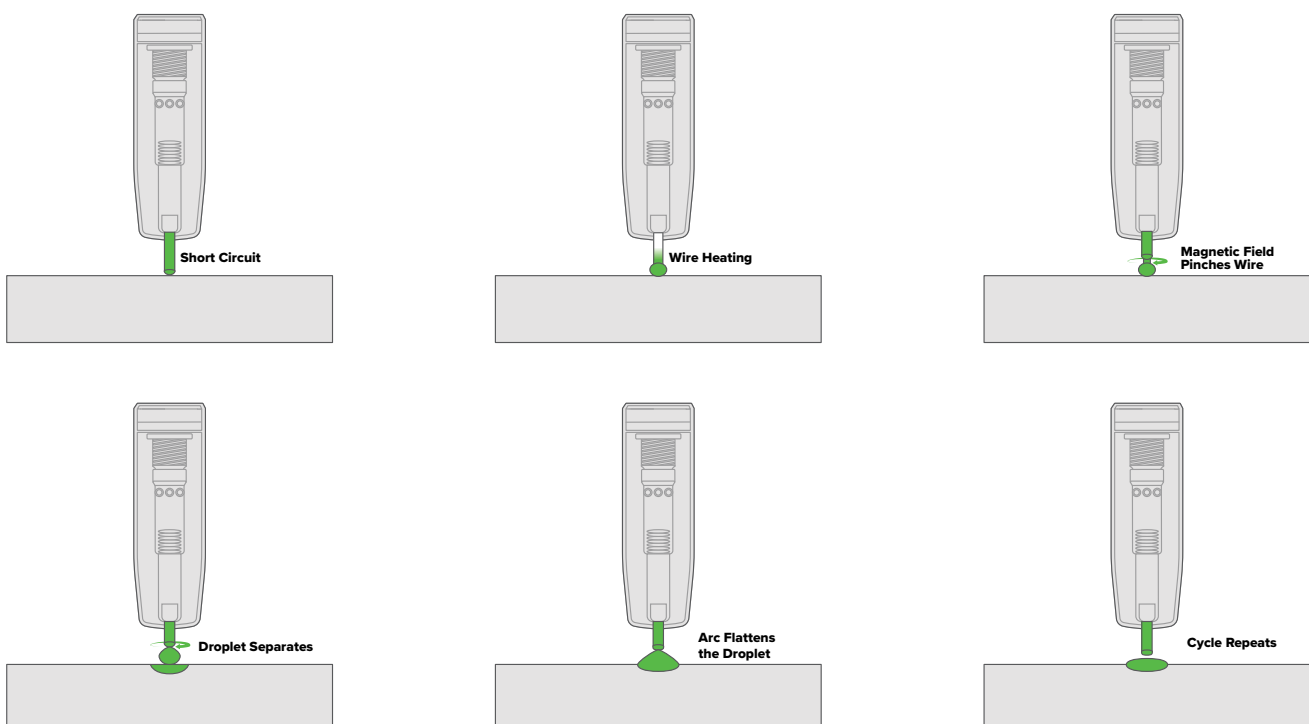 Short Circuit
Wire Heating
Magnetic Field
Pinches Wire
Droplet Separates
Arc Flattens
the Droplet
Cycle Repeats